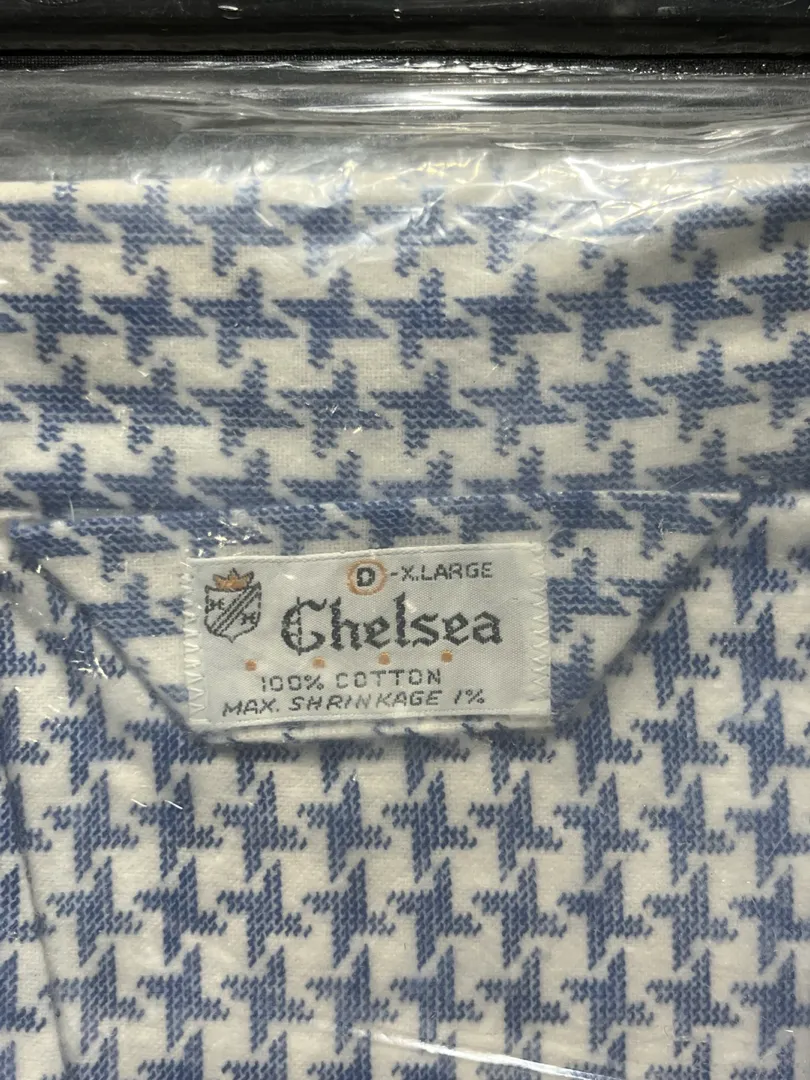 D-X.LARGE
Chelsea
100% COTTON
MAX. SHRINKAGE 1%